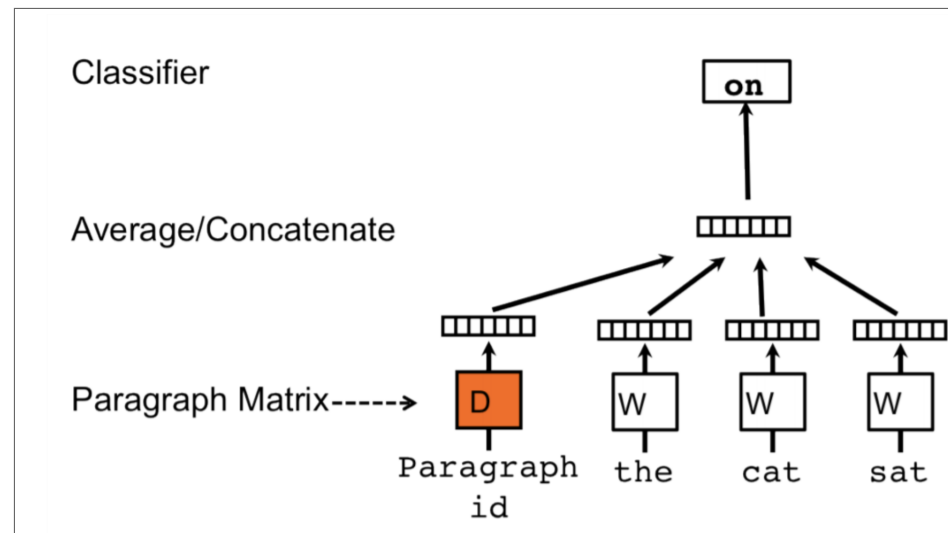 Classifier
on
Average/Concatenate
Paragraph Matrix
D
W
W
W
Paragraph
id
the
cat
sat